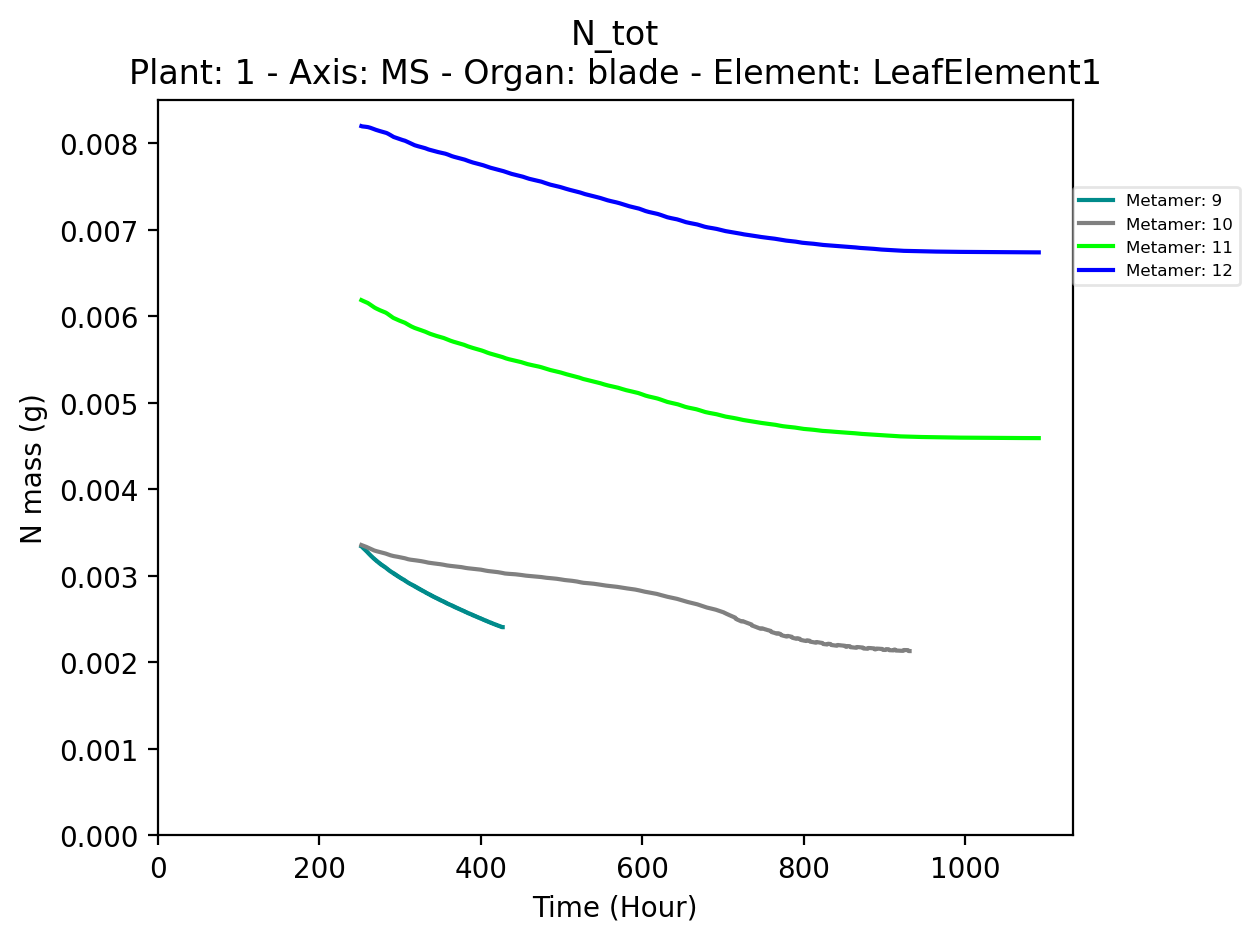 N_tot
Plant: 1 - Axis: MS - Organ: blade - Element: LeafElement1
0.008
0.007
0.006
0.005
0.004
0.003
0.002
0.001
0.000
N mass (g)
0
200
400
600
800
1000
Time (Hour)
Metamer: 9
Metamer: 10
Metamer: 11
Metamer: 12